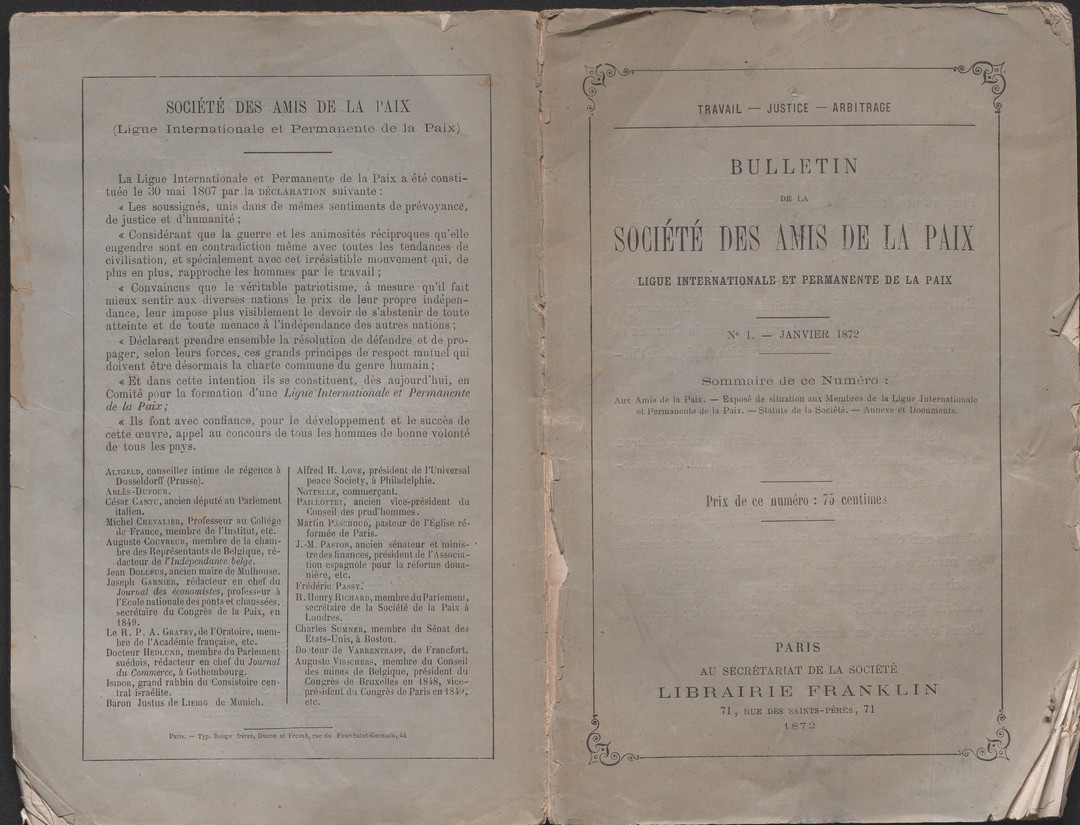 SOCIÉTÉ DES AMIS DE LA PAIX
(Ligue Internationale et Permanente de la Paix)
La Ligue Internationale et Permanente de la Paix a été consti-
tuée le 30 mai 1867 par la DÉCLARATION suivante :
« Les soussignés, unis dans de mêmes sentiments de prévoyance,
de justice et d'humanité ;
« Considérant que la guerre et les animosités réciproques qu'elle
engendre sont en contradiction même avec toutes les tendances de
civilisation, et spécialement avec cet irrésistible mouvement qui, de
plus en plus, rapproche les hommes par le travail ;
« Convaincus que le véritable patriotisme, à mesure qu'il fait
mieux sentir aux diverses nations le prix de leur propre indépen-
dance, leur impose plus visiblement le devoir de s'abstenir de toute
atteinte et de toute menace à l'indépendance des autres nations ;
« Déclarent prendre ensemble la résolution de défendre et de pro-
pager, selon leurs forces, ces grands principes de respect mutuel qui
doivent être désormais la charte commune du genre humain ;
« Et dans cette intention ils se constituent, dès aujourd'hui, en
Comité pour la formation d'une Ligue Internationale et Permanente
de la Paix ;
« Ils font avec confiance, pour le développement et le succès de
cette œuvre, appel au concours de tous les hommes de bonne volonté
de tous les pays.
ALTGELD, conseiller intime de régence à
Dusseldorff (Prusse).
ARLÈS-DUFOUR.
César CANTU, ancien député au Parlement
italien.
Michel CHEVALIER, Professeur au Collége
de France, membre de l'Institut, etc.
Auguste COUVREUR, membre de la cham-
bre des Représentants de Belgique, ré-
dacteur de l'Indépendance belge.
Jean DOLLFUS, ancien maire de Mulhouse.
Joseph GARNIER, rédacteur en chef du
Journal des économistes, professeur à
l'École nationale des ponts et chaussées,
secrétaire du Congrès de la Paix, en
1849.
Le R. P. A. GRATRY, de l'Oratoire, mem-
bre de l'Académie française, etc.
Docteur HEDLUND, membre du Parlement
suédois, rédacteur en chef du Journal
du Commerce, à Gothembourg.
ISIDOR, grand rabbin du Consistoire cen-
tral israélite.
Baron Justus de LIEBIG de Munich.
Alfred H. LOVE, président de l'Universal
peace Society, à Philadelphie.
NOTTELLE, commerçant.
PAILLOTTET, ancien vice-président du
Conseil des prud'hommes.
Martin PASCHOUD, pasteur de l'Eglise ré-
formée de Paris.
J.-M. PASTOR, ancien sénateur et minis-
tre des finances, président de l'Associa-
tion espagnole pour la réforme doua-
nière, etc.
Frédéric PASSY.
R. Henry RICHARD, membre du Parlement,
secrétaire de la Société de la Paix à
Londres.
Charles SUMNER, membre du Sénat des
États-Unis, à Boston.
Docteur de VARRENTRAPP, de Francfort.
Auguste VISSCHERS, membre du Conseil
des mines de Belgique, président du
Congrès de Bruxelles en 1848, vice-
président du Congrès de Paris en 1849,
etc.
Paris. — Typ. Rouge frères, Dunon et Fresné, rue du Four-Saint-Germain, 43
TRAVAIL — JUSTICE — ARBITRAGE
BULLETIN
DE LA
SOCIÉTÉ DES AMIS DE LA PAIX
LIGUE INTERNATIONALE ET PERMANENTE DE LA PAIX
No 1. — JANVIER 1872
Sommaire de ce Numéro :
Aux Amis de la Paix. — Exposé de situation aux Membres de la Ligue Internationale
et Permanente de la Paix. — Statuts de la Société. — Annexe et Documents.
Prix de ce numéro : 75 centimes
PARIS
AU SECRÉTARIAT DE LA SOCIÉTÉ
LIBRAIRIE FRANKLIN
71, RUE DES SAINTS-PÈRES, 71
1872